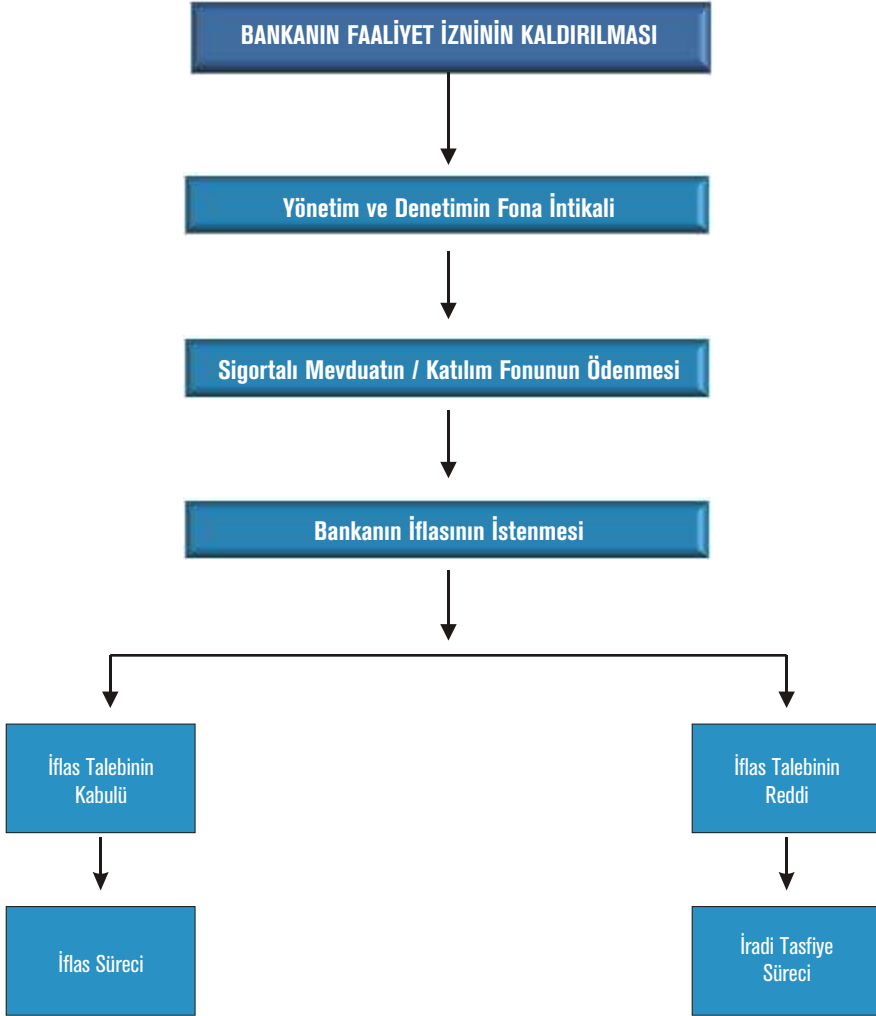 BANKANIN FAALİYET İZNİNİN KALDIRILMASI
Yönetim ve Denetimin Fona İntikali
Sigortalı Mevduatın / Katılım Fonunun Ödenmesi
Bankanın İflasının İstenmesi
İflas Talebinin
Kabulü
İflas Talebinin
Reddi
İflas Süreci
İradi Tasfiye
Süreci